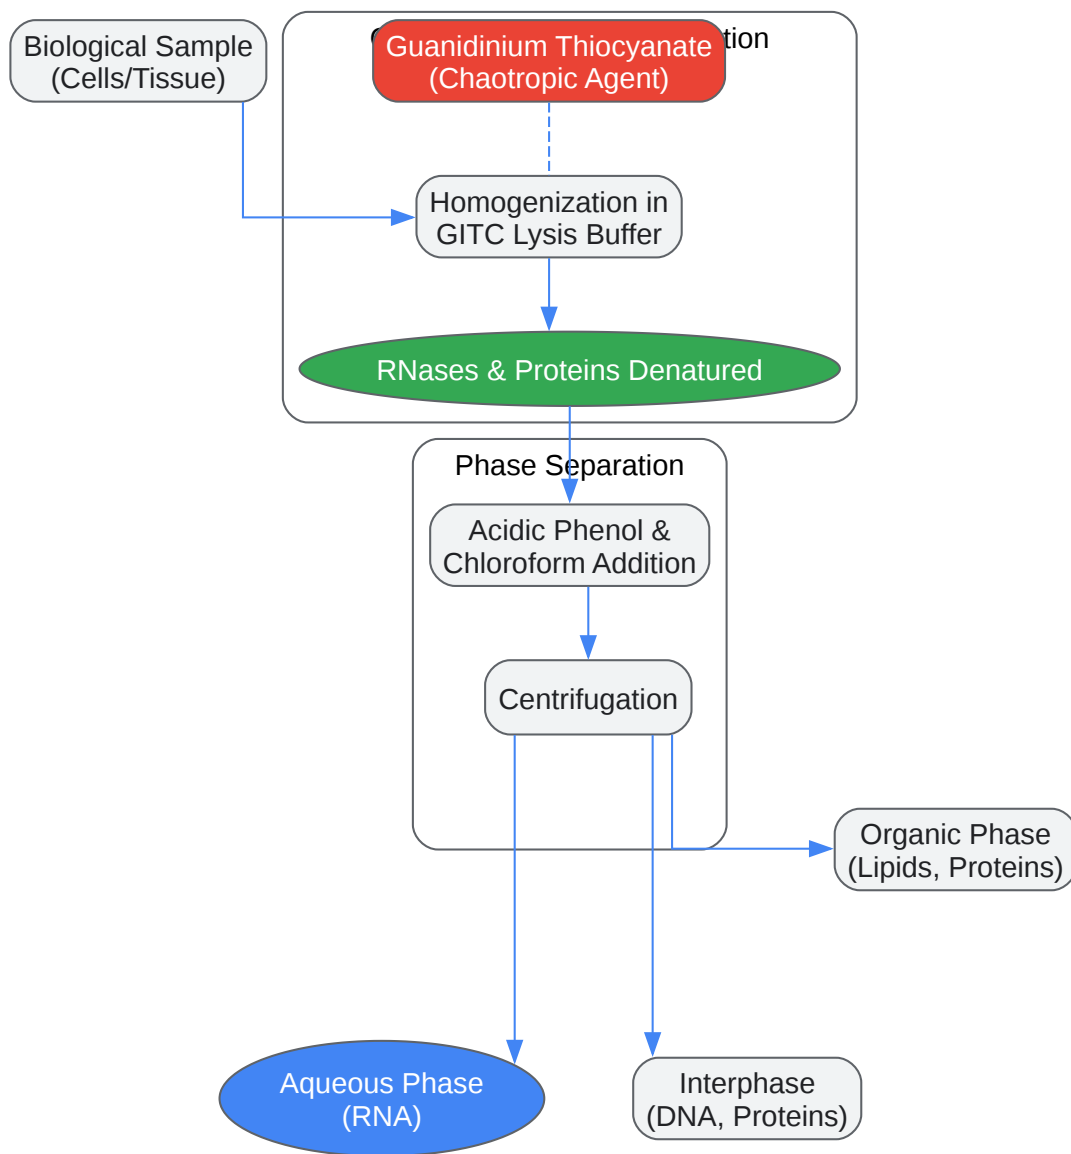 Biological Sample
(Cells/Tissue)
Guanidinium Thiocyanate
(Chaotropic Agent)
Homogenization in
GITC Lysis Buffer
RNases & Proteins Denatured
Phase Separation
Acidic Phenol &
Chloroform Addition
Centrifugation
Organic Phase
(Lipids, Proteins)
Aqueous Phase
(RNA)
Interphase
(DNA, Proteins)